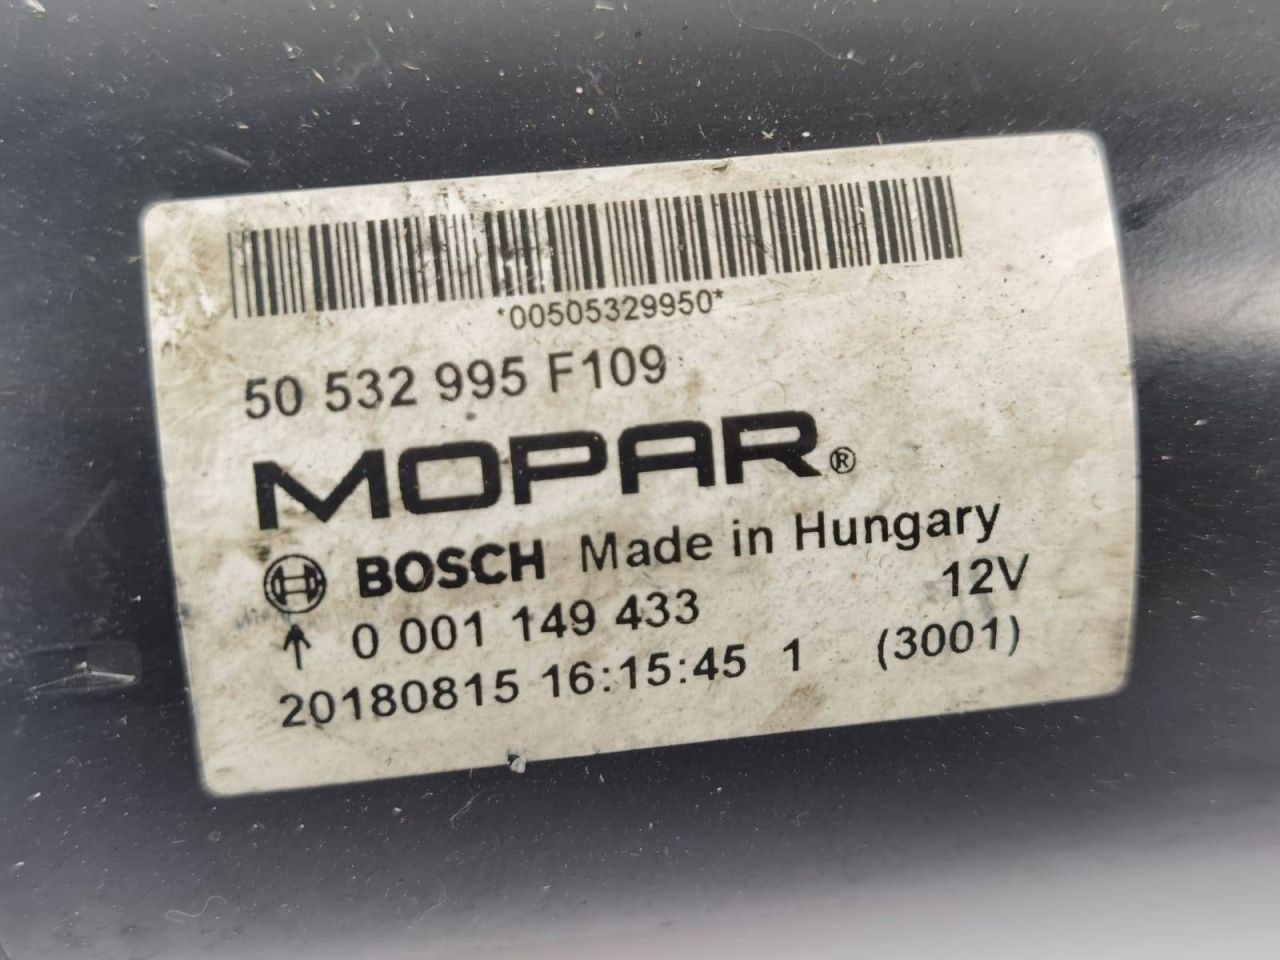 *00505329950*
50 532 995 F109
MOPAR®
BOSCH Made in Hungary
0 001 149 433 12V
20180815 16:15:45 1 (3001)